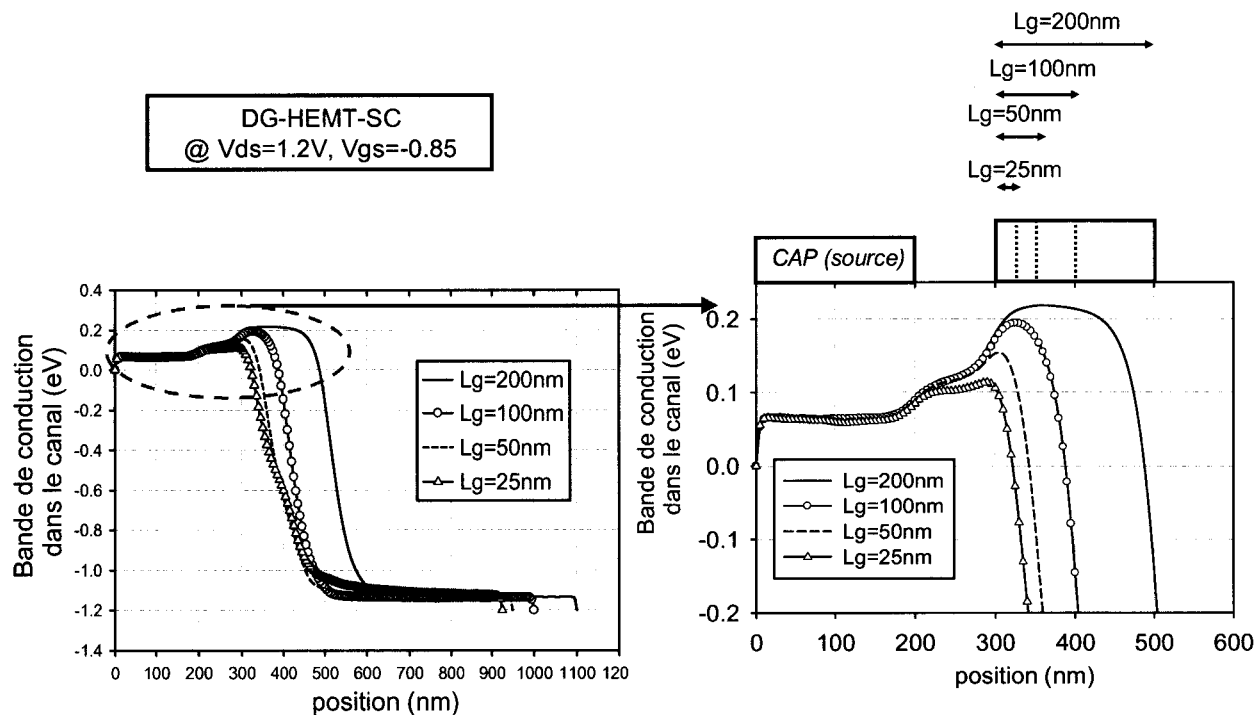 Lg=200nm
Lg=100nm
Lg=50nm
Lg=25nm
DG-HEMT-SC
@ Vds=1.2V, Vgs=-0.85
CAP (source)
Bande de conduction
dans le canal (eV)
0.4
0.2
0.0
-0.2
-0.4
-0.6
-0.8
-1.0
-1.2
-1.4
Lg=200nm
Lg=100nm
Lg=50nm
Lg=25nm
0 100 200 300 400 500 600 700 800 900 1000 1100 120
position (nm)
Bande de conduction
dans le canal (eV)
0.2
0.1
0.0
-0.1
-0.2
Lg=200nm
Lg=100nm
Lg=50nm
Lg=25nm
0 100 200 300 400 500 600
position (nm)